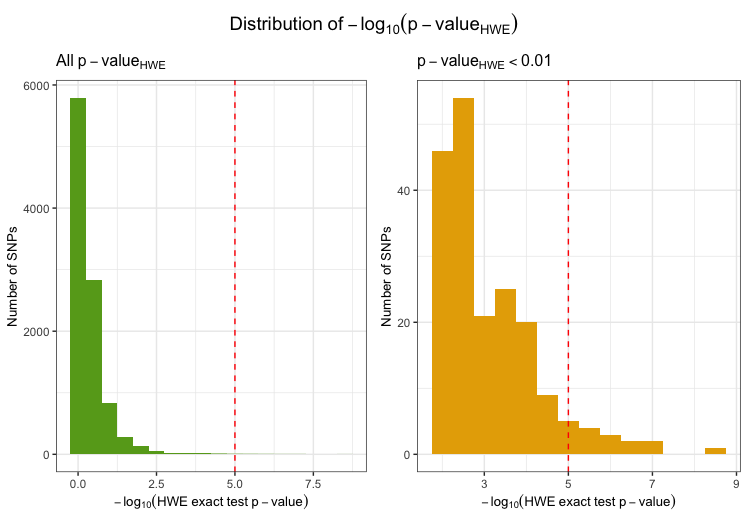 Distribution of −log10(p−valueHWE)
All p−valueHWE
p−valueHWE < 0.01
Number of SNPs
6000
4000
2000
0
0.0 2.5 5.0 7.5
−log10(HWE exact test p−value)
Number of SNPs
40
20
0
3 5 7 9
−log10(HWE exact test p−value)